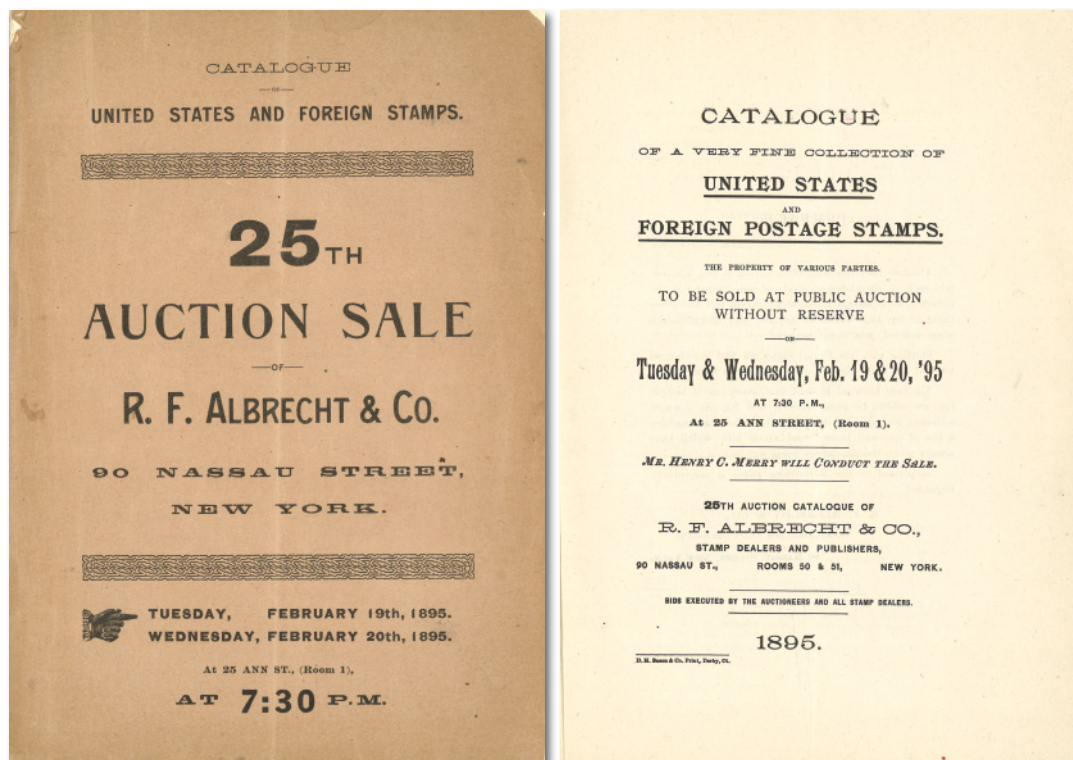 CATALOGUE
OF
UNITED STATES AND FOREIGN STAMPS.
25TH
AUCTION SALE
OF
R. F. ALBRECHT & CO.
90 NASSAU STREET,
NEW YORK.
TUESDAY, FEBRUARY 19th, 1895.
WEDNESDAY, FEBRUARY 20th, 1895.
At 25 ANN ST., (Room 1),
AT 7:30 P.M.
CATALOGUE
OF A VERY FINE COLLECTION OF
UNITED STATES
AND
FOREIGN POSTAGE STAMPS.
THE PROPERTY OF VARIOUS PARTIES.
TO BE SOLD AT PUBLIC AUCTION
WITHOUT RESERVE
ON
Tuesday & Wednesday, Feb. 19 & 20, '95
AT 7:30 P. M.,
At 25 ANN STREET, (Room 1).
MR. HENRY C. MERRY WILL CONDUCT THE SALE.
25TH AUCTION CATALOGUE OF
R. F. ALBRECHT & CO.,
STAMP DEALERS AND PUBLISHERS,
90 NASSAU ST., ROOMS 50 & 51, NEW YORK.
BIDS EXECUTED BY THE AUCTIONEERS AND ALL STAMP DEALERS.
1895.
D. H. & Co. Print, Derby, Ct.